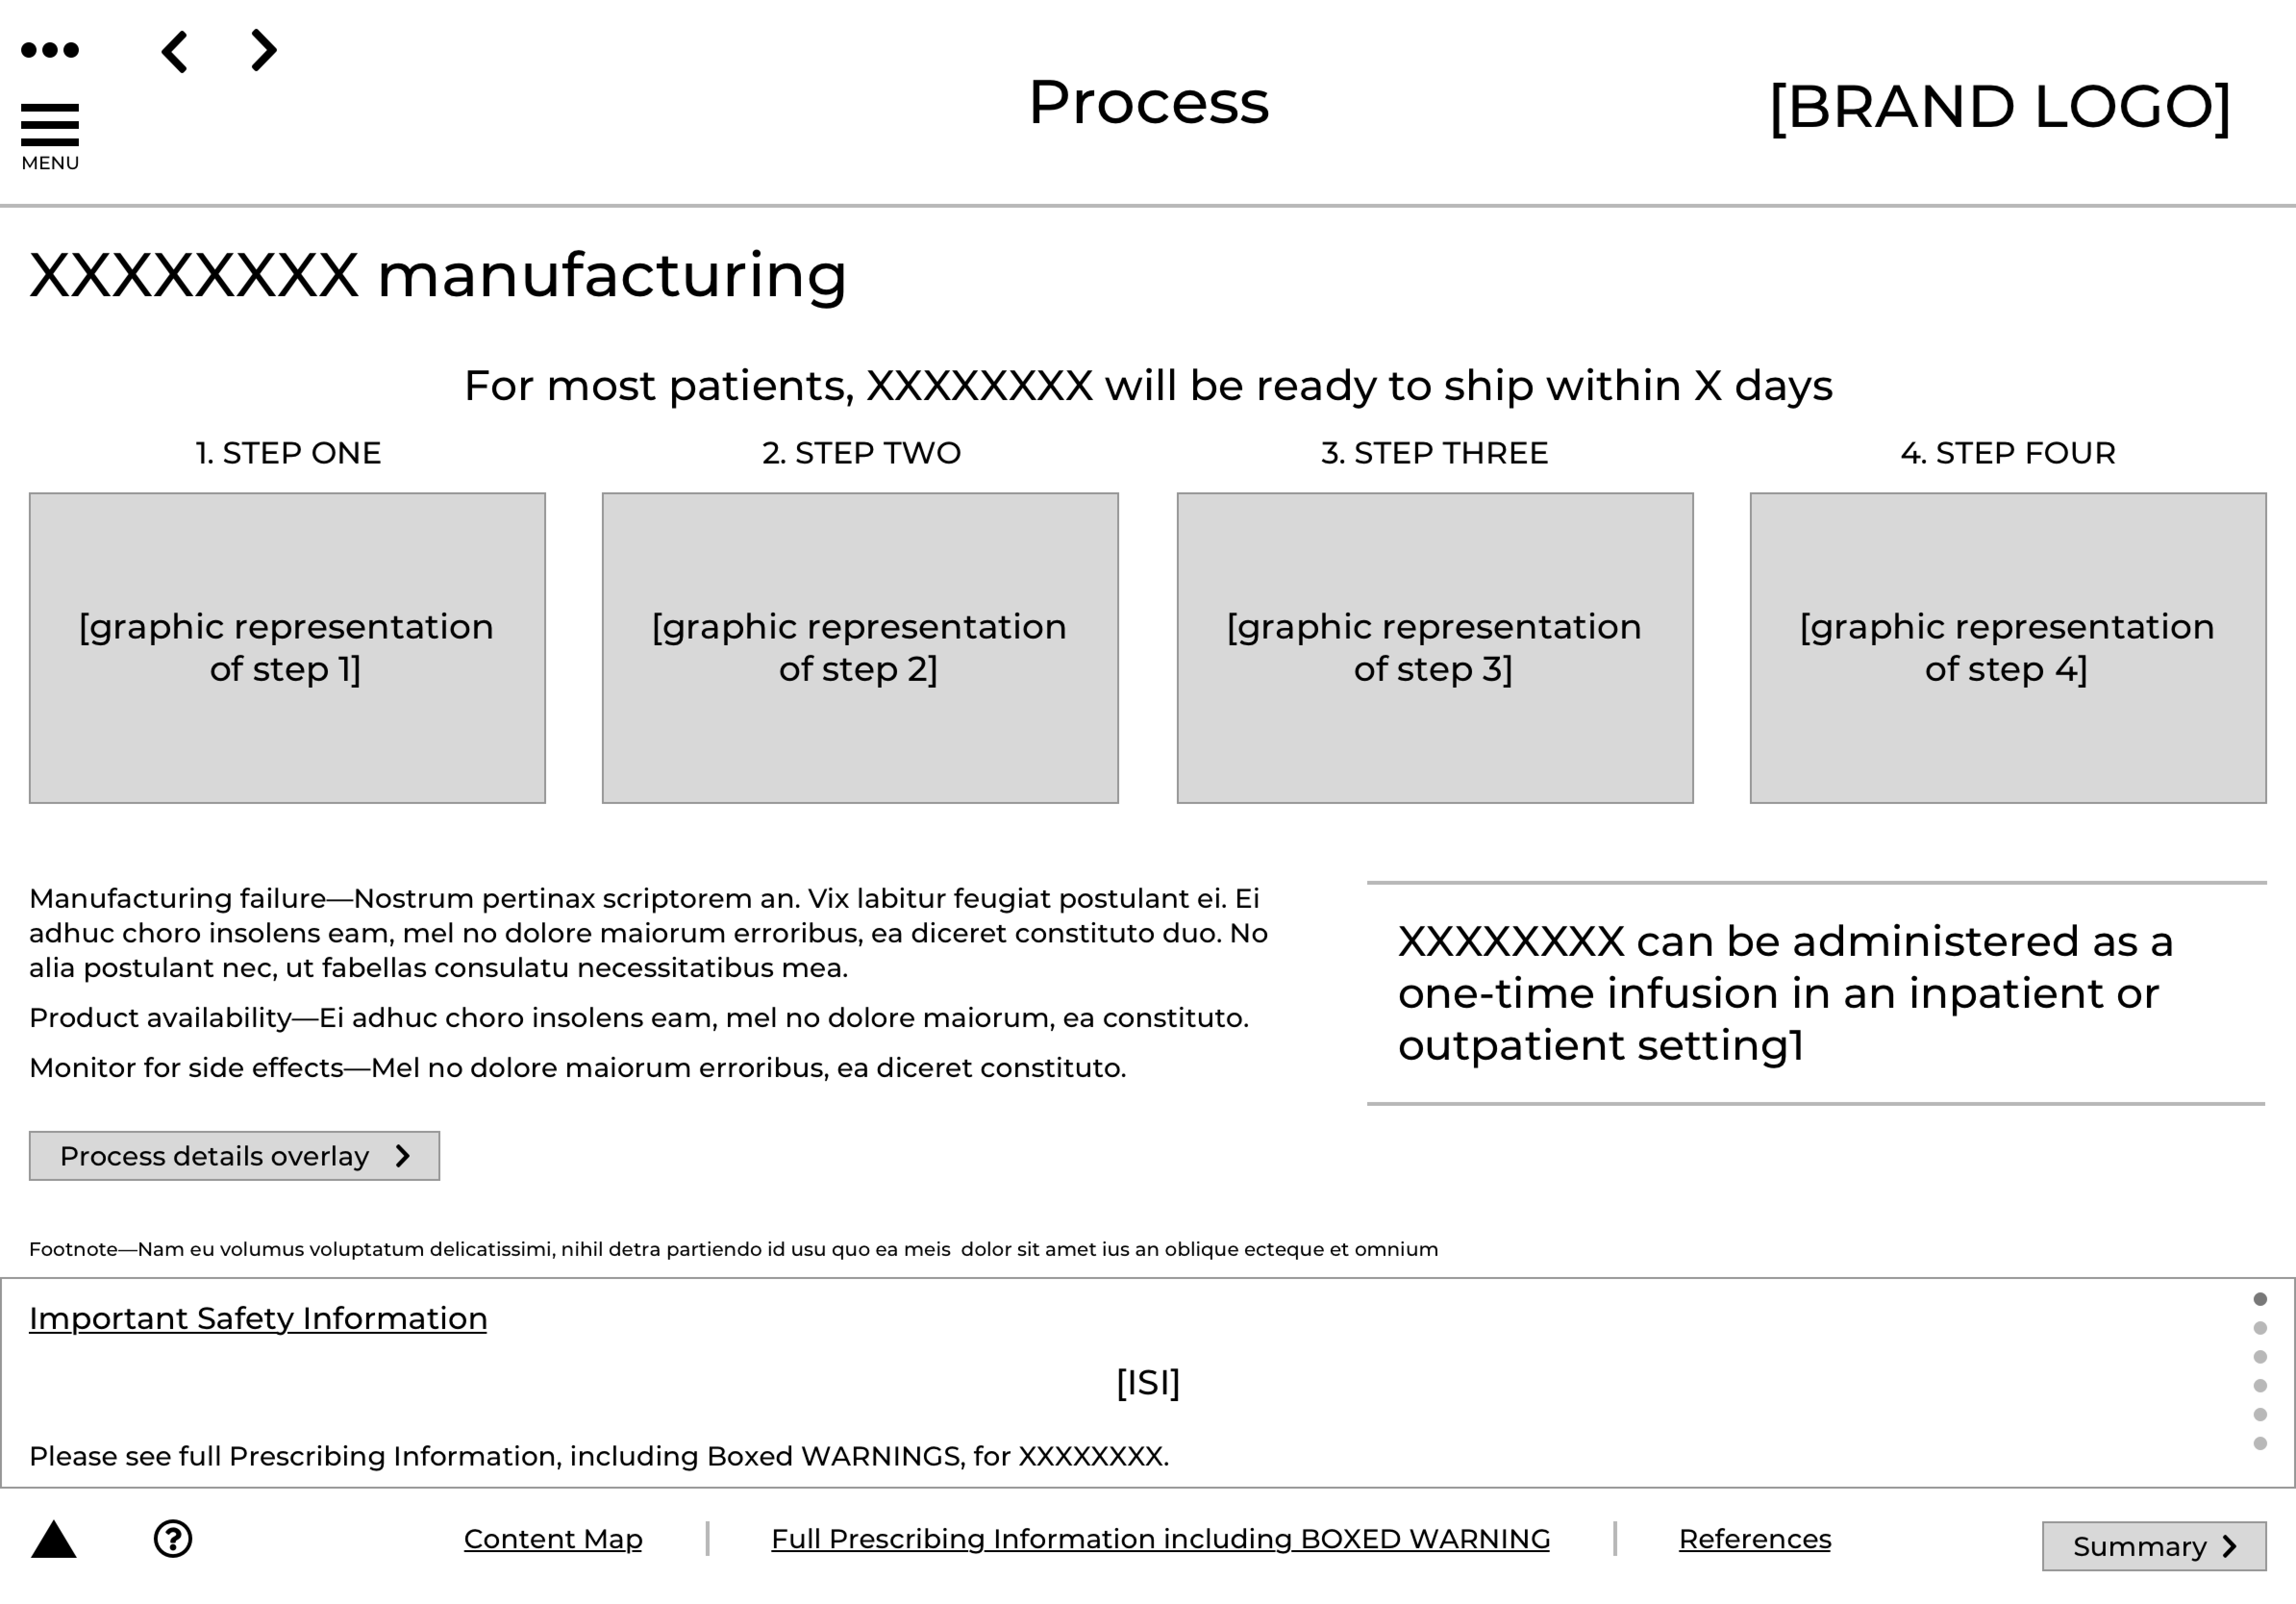 Process
[BRAND LOGO]
MENU
XXXXXXXX manufacturing
For most patients, XXXXXXXX will be ready to ship within X days
1. STEP ONE
2. STEP TWO
3. STEP THREE
4. STEP FOUR
[graphic representation
of step 1]
[graphic representation
of step 2]
[graphic representation
of step 3]
[graphic representation
of step 4]
Manufacturing failure—Nostrum pertinax scriptorem an. Vix labitur feugiat postulant ei. Ei
adhuc choro insolens eam, mel no dolore maiorum erroribus, ea diceret constituto duo. No
alia postulant nec, ut fabellas consulatu necessitatibus mea.
Product availability—Ei adhuc choro insolens eam, mel no dolore maiorum, ea constituto.
Monitor for side effects—Mel no dolore maiorum erroribus, ea diceret constituto.
XXXXXXXX can be administered as a
one-time infusion in an inpatient or
outpatient setting1
Process details overlay
Footnote—Nam eu volumus voluptatum delicatissimi, nihil detra partiendo id usu quo ea meis  dolor sit amet ius an oblique ecteque et omnium
Important Safety Information
[ISI]
Please see full Prescribing Information, including Boxed WARNINGS, for XXXXXXXX.
?
Content Map
Full Prescribing Information including BOXED WARNING
References
Summary